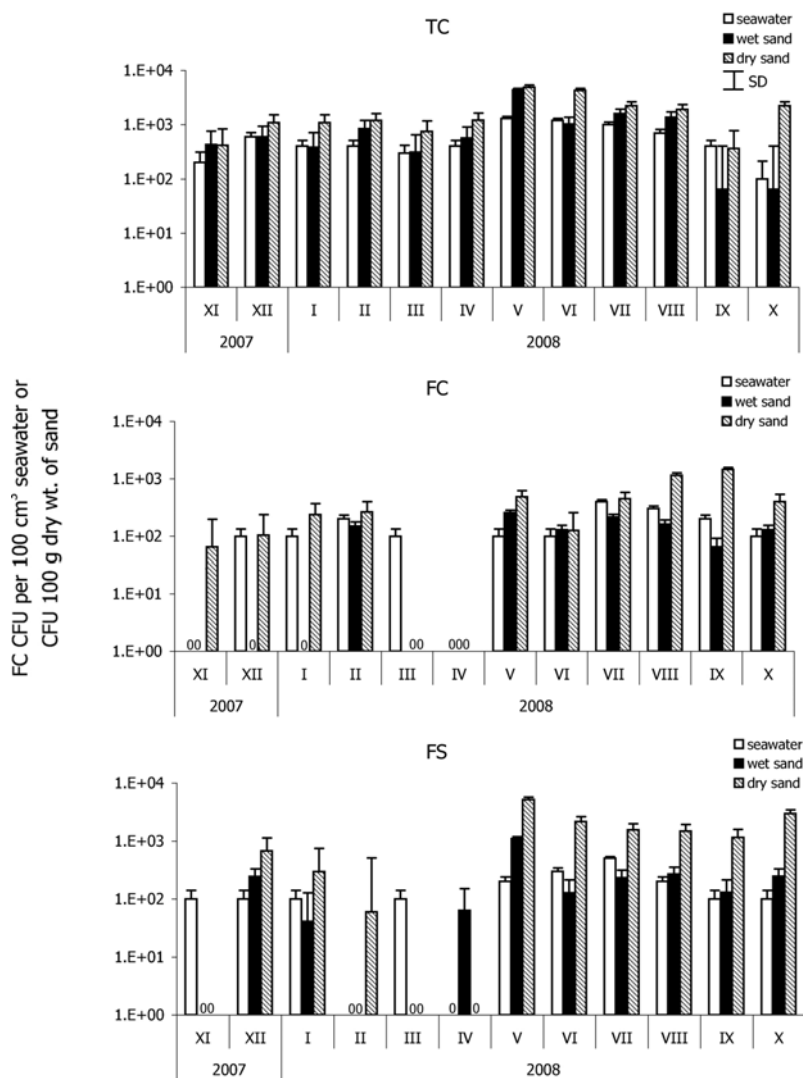 TC
seawater
wet sand
dry sand
SD
1.E+04
1.E+03
1.E+02
1.E+01
1.E+00
XI XII I II III IV V VI VII VIII IX X
2007 2008
FC CFU per 100 cm³ seawater or
CFU 100 g dry wt. of sand
FC
seawater
wet sand
dry sand
1.E+04
1.E+03
1.E+02
1.E+01
1.E+00
00 0 0 00 000
XI XII I II III IV V VI VII VIII IX X
2007 2008
FS
seawater
wet sand
dry sand
1.E+04
1.E+03
1.E+02
1.E+01
1.E+00
00 00 00 0 0
XI XII I II III IV V VI VII VIII IX X
2007 2008